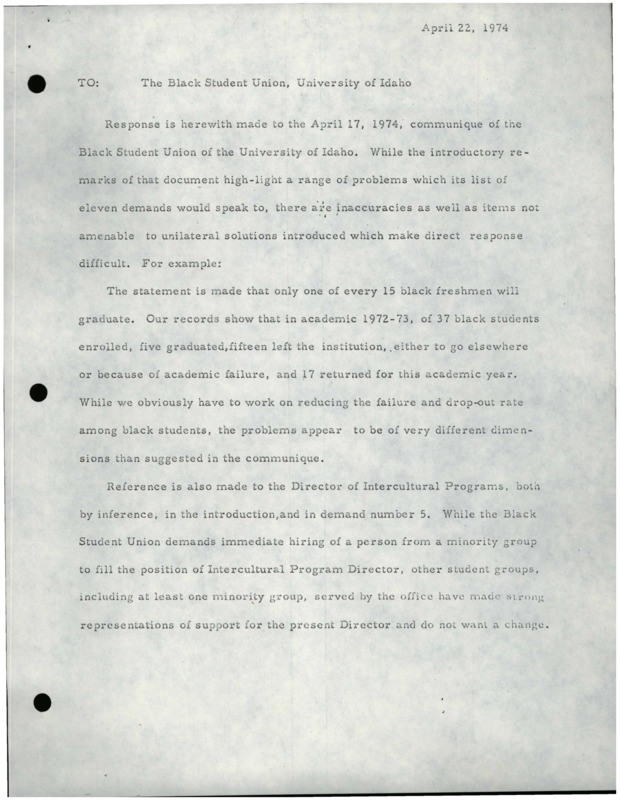 April 22, 1974
TO: The Black Student Union, University of Idaho
Response is herewith made to the April 17, 1974, communique of the
Black Student Union of the University of Idaho. While the introductory re-
marks of that document high-light a range of problems which its list of
eleven demands would speak to, there are inaccuracies as well as items not
amenable to unilateral solutions introduced which make direct response
difficult. For example:
The statement is made that only one of every 15 black freshmen will
graduate. Our records show that in academic 1972-73, of 37 black students
enrolled, five graduated,fifteen left the institution, either to go elsewhere
or because of academic failure, and 17 returned for this academic year.
While we obviously have to work on reducing the failure and drop-out rate
among black students, the problems appear to be of very different dimen-
sions than suggested in the communique.
Reference is also made to the Director of Intercultural Programs, both
by inference, in the introduction,and in demand number 5. While the Black
Student Union demands immediate hiring of a person from a minority group
to fill the position of Intercultural Program Director, other student groups,
including at least one minority group, served by the office have made strong
representations of support for the present Director and do not want a change.